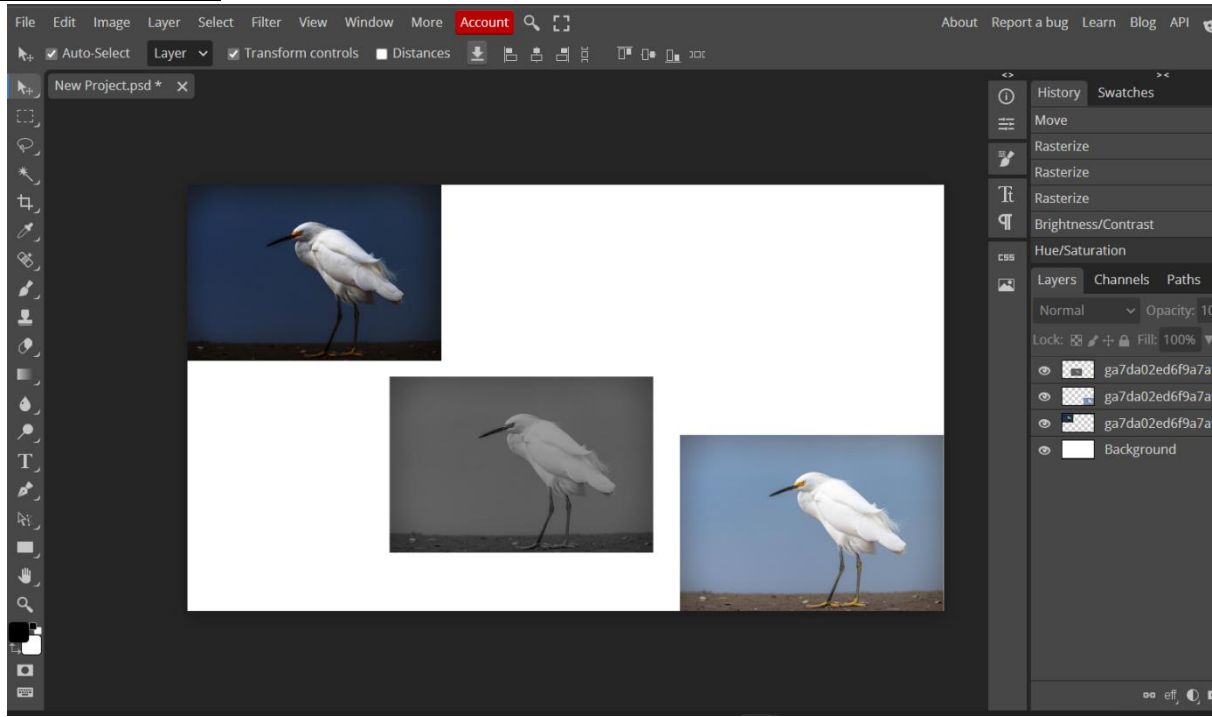 File Edit Image Layer Select Filter View Window More Account About Report a bug Learn Blog API
Auto-Select Layer Transform controls Distances
New Project.psd *
History Swatches
Move
Rasterize
Rasterize
Rasterize
Brightness/Contrast
Hue/Saturation
CSS
Layers Channels Paths
Normal Opacity: 10
Lock: Fill: 100%
ga7da02ed6f9a7a
ga7da02ed6f9a7a
ga7da02ed6f9a7a
Background
eff